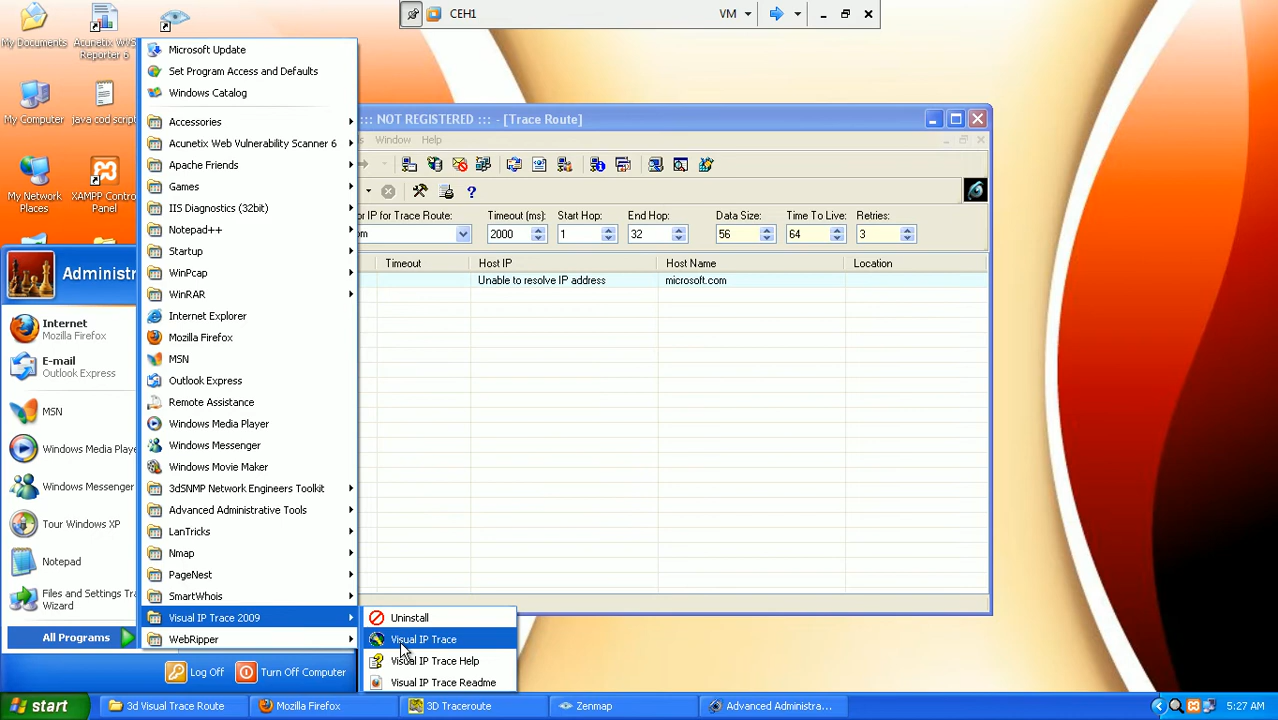 CEH1
VM
My Documents
Acunetix WVS
Reporter 6
My Computer
java cod script
My Network
Places
XAMPP Control
Panel
Administr
Internet
Mozilla Firefox
E-mail
Outlook Express
MSN
Windows Media Playe
Windows Messenger
Tour Windows XP
Notepad
Files and Settings Tra
Wizard
All Programs
Log Off
Turn Off Computer
Microsoft Update
Set Program Access and Defaults
Windows Catalog
Accessories
Acunetix Web Vulnerability Scanner 6
Apache Friends
Games
IIS Diagnostics (32bit)
Notepad++
Startup
WinPcap
WinRAR
Internet Explorer
Mozilla Firefox
MSN
Outlook Express
Remote Assistance
Windows Media Player
Windows Messenger
Windows Movie Maker
3dSNMP Network Engineers Toolkit
Advanced Administrative Tools
LanTricks
Nmap
PageNest
SmartWhois
Visual IP Trace 2009
WebRipper
Uninstall
Visual IP Trace
Visual IP Trace Help
Visual IP Trace Readme
::: NOT REGISTERED ::: - [Trace Route]
Window Help
or IP for Trace Route: Timeout (ms): Start Hop: End Hop: Data Size: Time To Live: Retries:
om 2000 1 32 56 64 3
Timeout Host IP Host Name Location
Unable to resolve IP address microsoft.com
start
3d Visual Trace Route
Mozilla Firefox
3D Traceroute
Zenmap
Advanced Administra...
5:27 AM